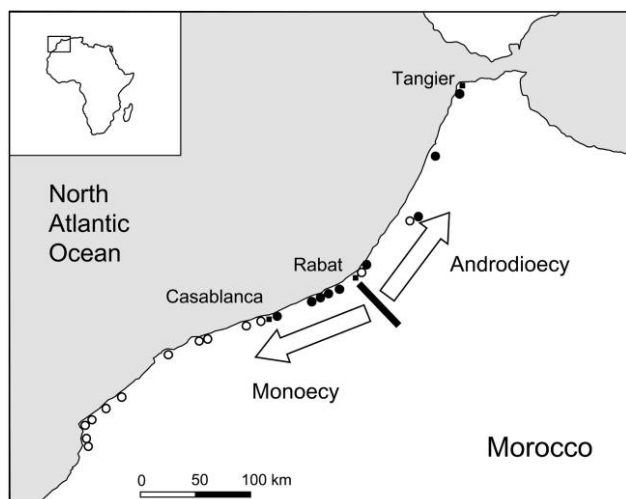 Tangier
North
Atlantic
Ocean
Rabat
Androdioecy
Casablanca
Monoecy
Morocco
0 50 100 km